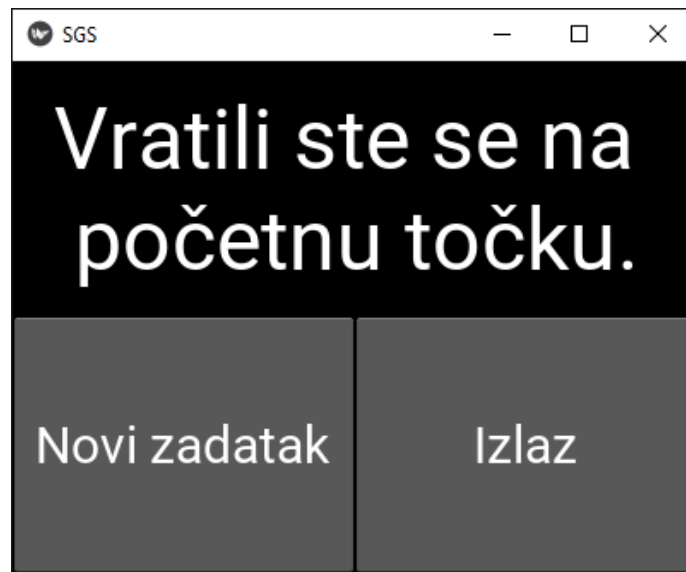 SGS
Vratili ste se na
početnu točku.
Novi zadatak
Izlaz